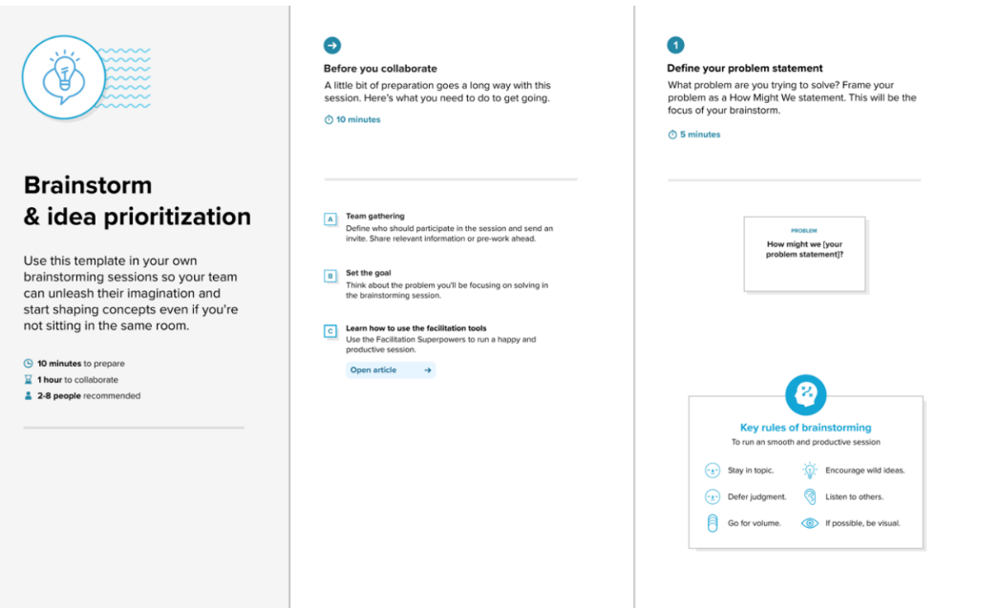 Brainstorm
& idea prioritization
Use this template in your own
brainstorming sessions so your team
can unleash their imagination and
start shaping concepts even if you're
not sitting in the same room.
10 minutes to prepare
1 hour to collaborate
2-8 people recommended
Before you collaborate
A little bit of preparation goes a long way with this
session. Here's what you need to do to get going.
10 minutes
A
Team gathering
Define who should participate in the session and send an
invite. Share relevant information or pre-work ahead.
B
Set the goal
Think about the problem you'll be focusing on solving in
the brainstorming session.
C
Learn how to use the facilitation tools
Use the Facilitation Superpowers to run a happy and
productive session.
Open article
1
Define your problem statement
What problem are you trying to solve? Frame your
problem as a How Might We statement. This will be the
focus of your brainstorm.
5 minutes
PROBLEM
How might we [your
problem statement]?
Key rules of brainstorming
To run an smooth and productive session
Stay in topic.
Encourage wild ideas.
Defer judgment.
Listen to others.
Go for volume.
If possible, be visual.